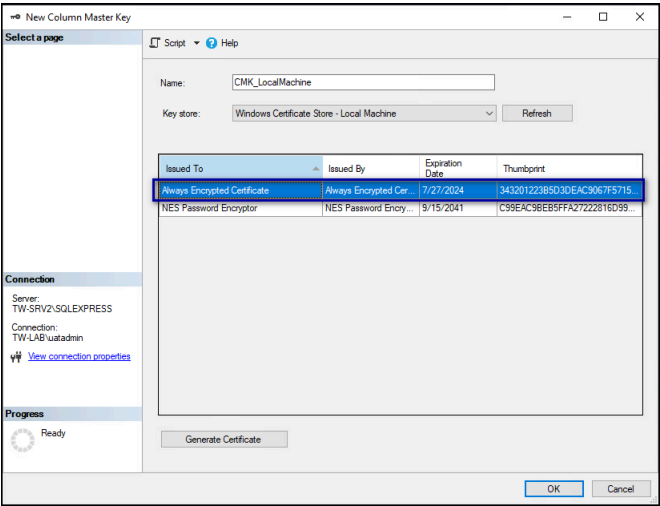 New Column Master Key
Select a page
Script Help
Name: CMK_LocalMachine
Key store: Windows Certificate Store - Local Machine Refresh
Issued To Issued By Expiration Date Thumbprint
Always Encrypted Certificate Always Encrypted Cer... 7/27/2024 343201223B5D3DEAC9067F5715...
NES Password Encryptor NES Password Encry... 9/15/2041 C99EAC9BEB5FFA27222816D99...
Connection
Server:
TW-SRV2\SQLEXPRESS
Connection:
TW-LAB\uatadmin
View connection properties
Progress
Ready
Generate Certificate
OK Cancel